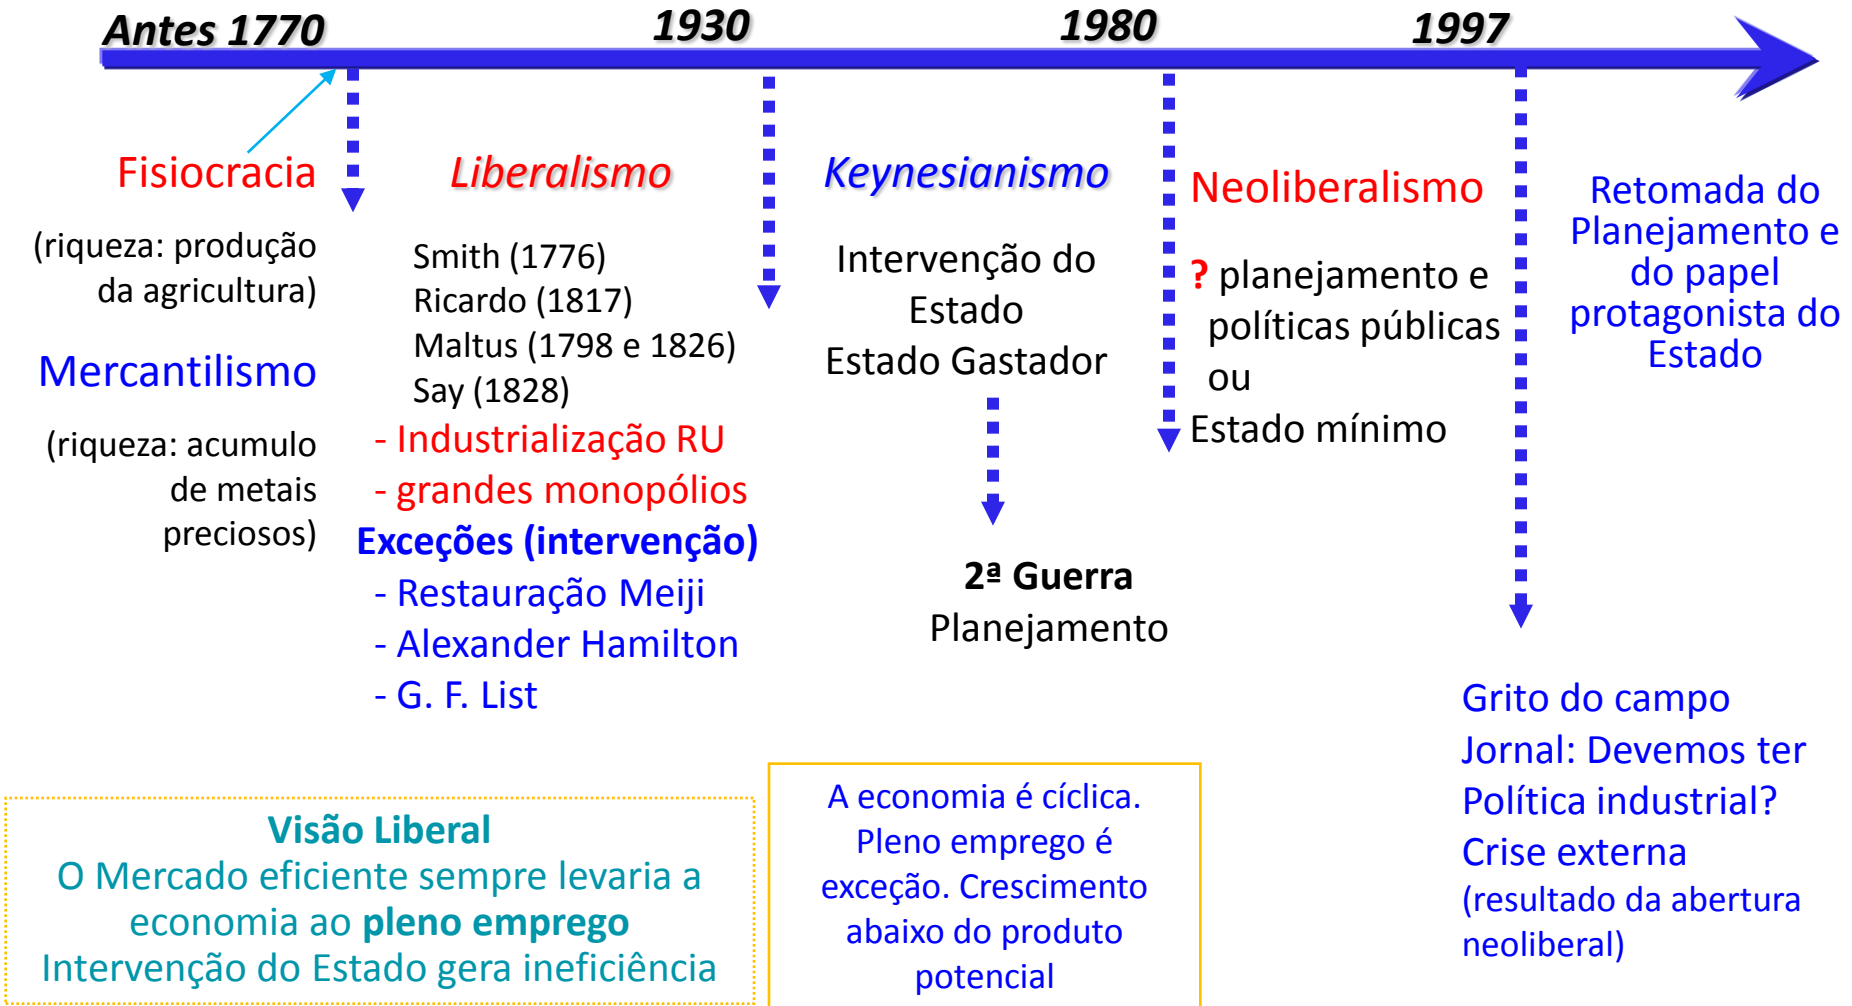 Antes 1770
1930
1980
1997
Fisiocracia
(riqueza: produção
da agricultura)
Mercantilismo
(riqueza: acumulo
de metais
preciosos)
Liberalismo
Smith (1776)
Ricardo (1817)
Maltus (1798 e 1826)
Say (1828)
- Industrialização RU
- grandes monopólios
Exceções (intervenção)
- Restauração Meiji
- Alexander Hamilton
- G. F. List
Keynesianismo
Intervenção do
Estado
Estado Gastador
2ª Guerra
Planejamento
Neoliberalismo
? planejamento e
políticas públicas
ou
Estado mínimo
Retomada do
Planejamento e
do papel
protagonista do
Estado
Grito do campo
Jornal: Devemos ter
Política industrial?
Crise externa
(resultado da abertura
neoliberal)
Visão Liberal
O Mercado eficiente sempre levaria a
economia ao pleno emprego
Intervenção do Estado gera ineficiência
A economia é cíclica.
Pleno emprego é
exceção. Crescimento
abaixo do produto
potencial